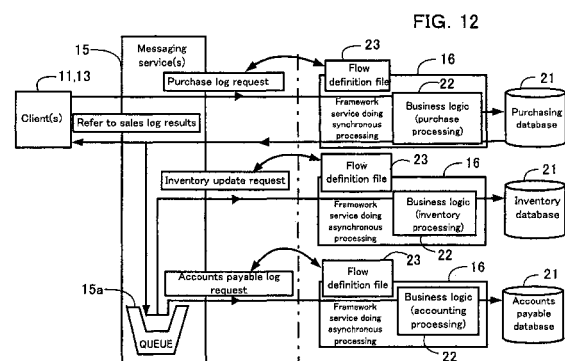 FIG. 12
Messaging
service(s)
15
23
11,13
Flow
definition file
16
Purchase log request
22
21
Client(s)
Framework
service doing
synchronous
processing
Business logic
(purchase
processing)
Purchasing
database
Refer to sales log results
23
16
21
Inventory update request
Flow
definition file
Framework
service doing
asynchronous
processing
Business logic
(inventory
processing)
Inventory
database
22
23
16
21
Accounts payable log
request
Flow
definition file
15a
Framework
service doing
asynchronous
processing
Business logic
(accounting
processing)
Accounts
payable
database
QUEUE
22